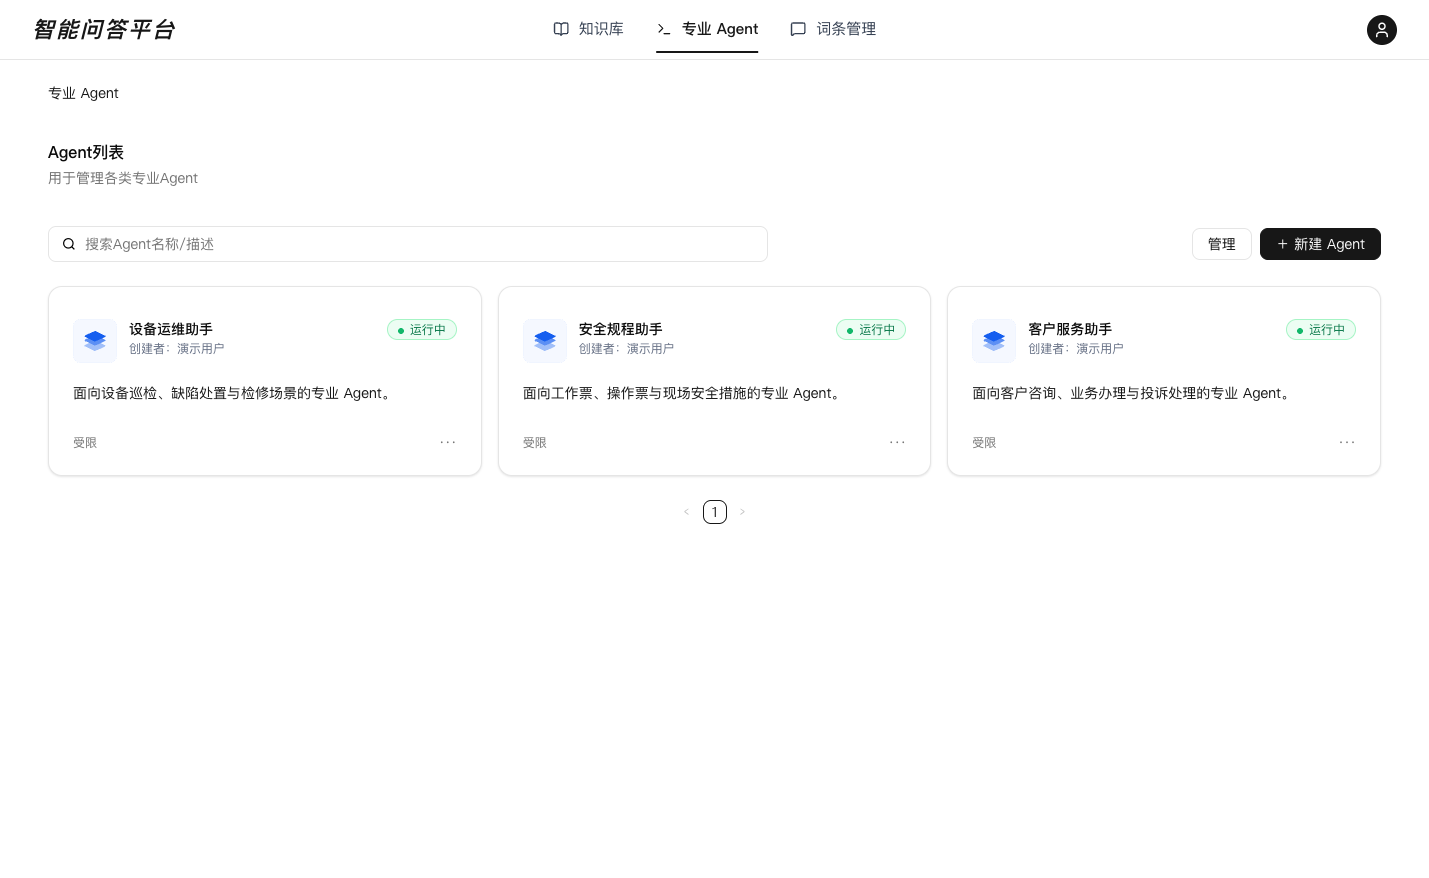 智能问答平台
知识库
专业 Agent
词条管理
专业 Agent
Agent列表
用于管理各类专业Agent
搜索Agent名称/描述
管理
+ 新建 Agent
设备运维助手
运行中
创建者：演示用户
面向设备巡检、缺陷处置与检修场景的专业 Agent。
受限
···
安全规程助手
运行中
创建者：演示用户
面向工作票、操作票与现场安全措施的专业 Agent。
受限
···
客户服务助手
运行中
创建者：演示用户
面向客户咨询、业务办理与投诉处理的专业 Agent。
受限
···
< 1 >